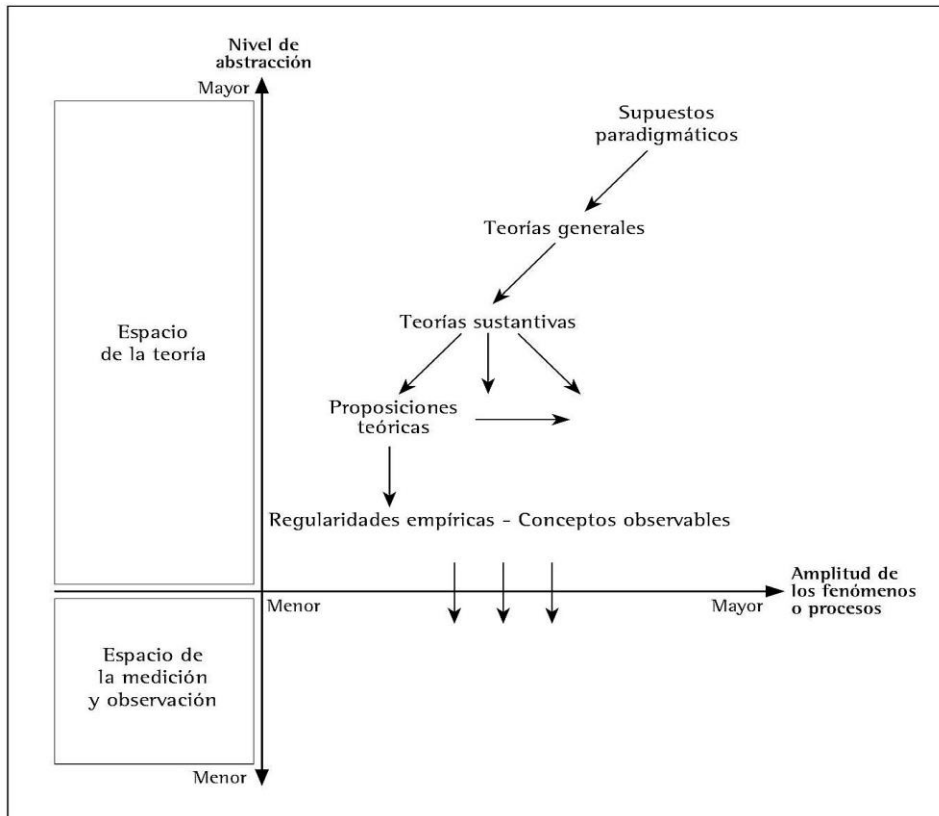 Nivel de
abstracción
Mayor
Supuestos
paradigmáticos
Teorías generales
Espacio
de la teoría
Teorías sustantivas
Proposiciones
teóricas
Regularidades empíricas – Conceptos observables
Menor
Mayor
Amplitud de
los fenómenos
o procesos
Espacio de
la medición
y observación
Menor